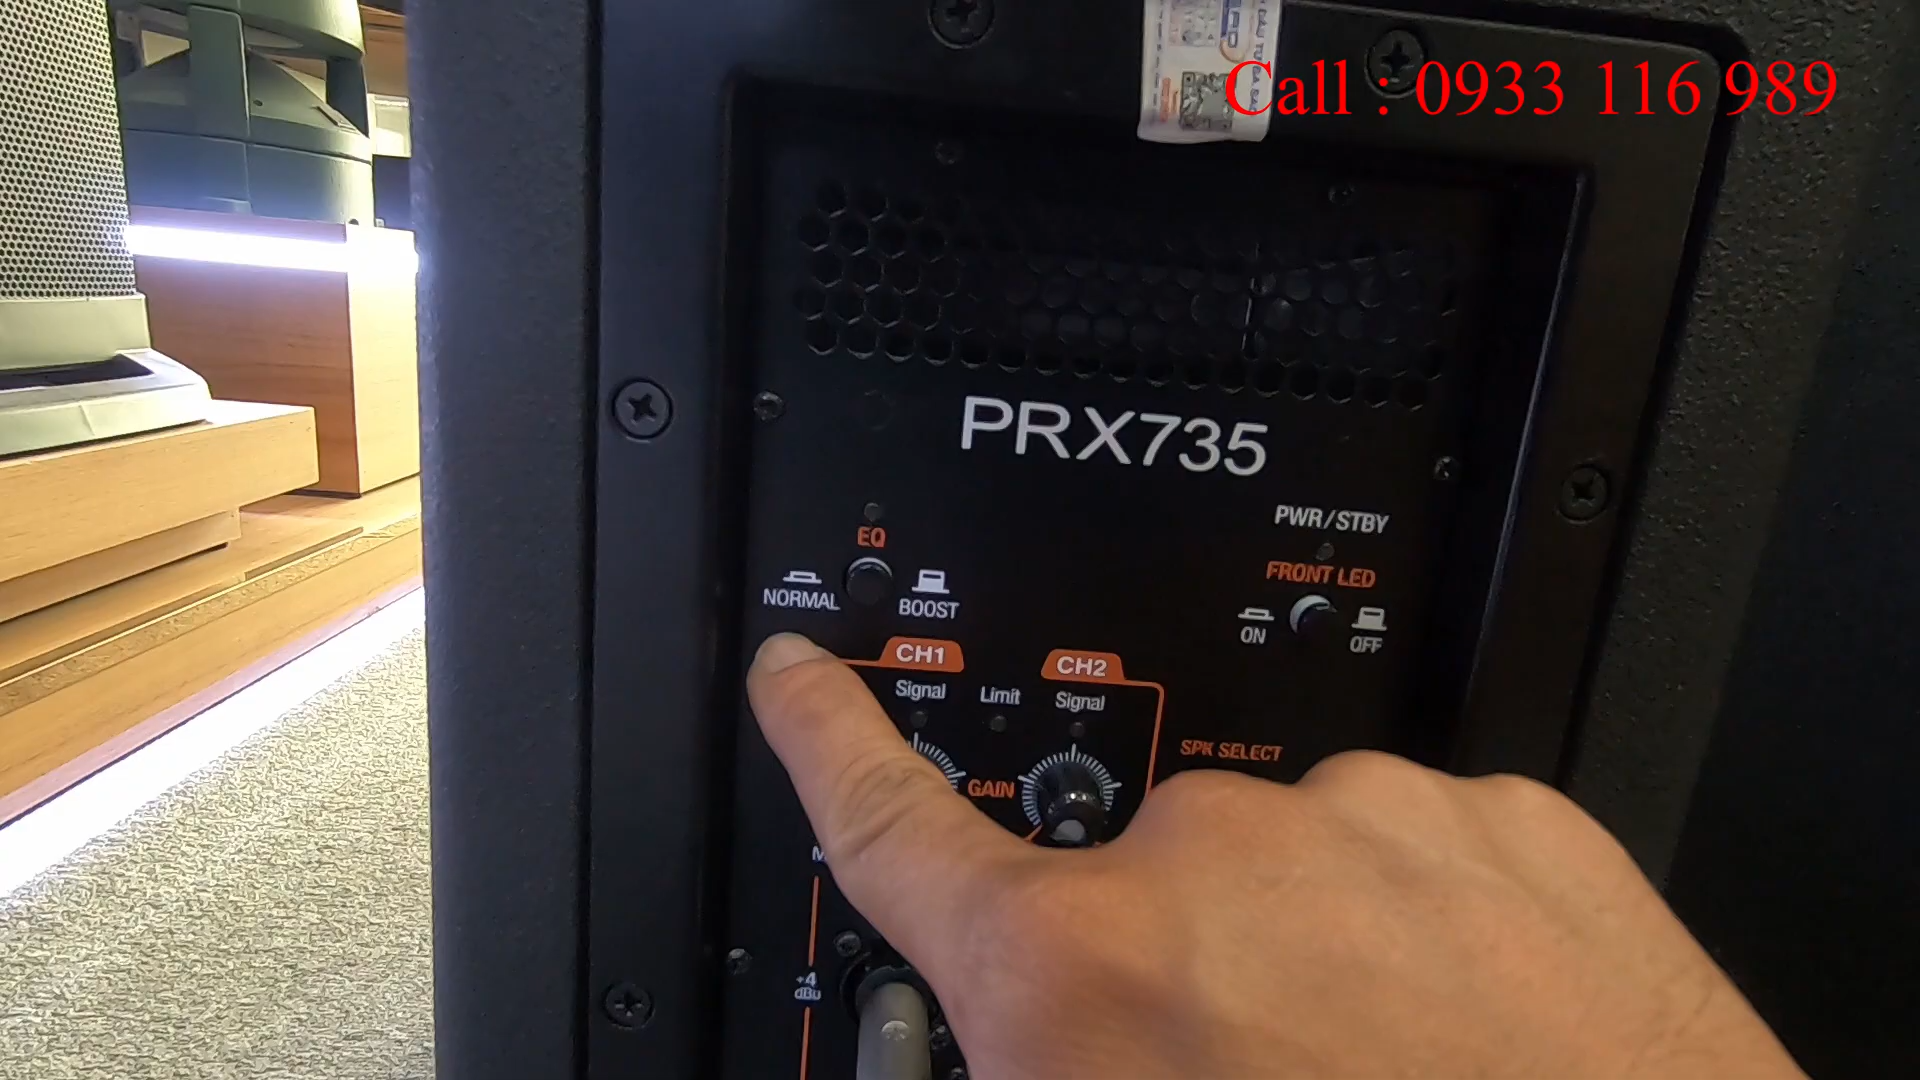 Call : 0933 116 989
PRX735
PWR/STBY
EQ
FRONT LED
NORMAL
BOOST
ON
OFF
CH1
CH2
Signal
Limit
Signal
SPK SELECT
GAIN
+4
dBu